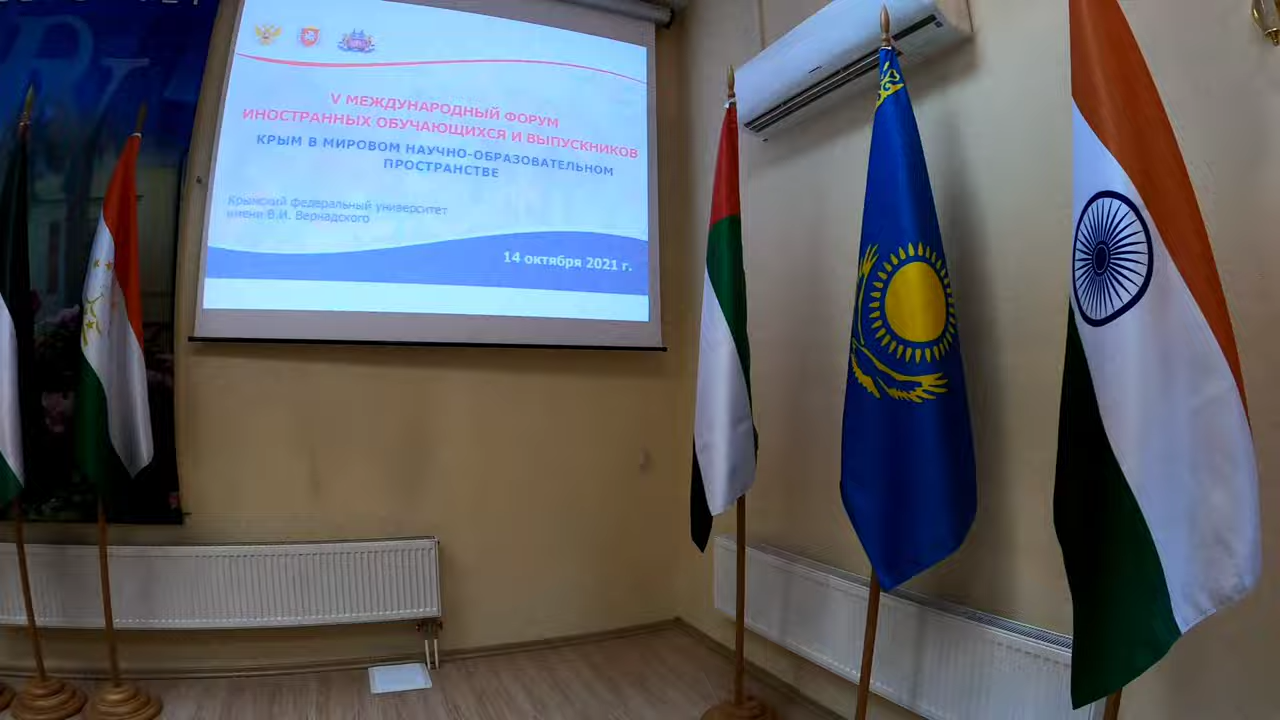 V МЕЖДУНАРОДНЫЙ ФОРУМ
ИНОСТРАННЫХ ОБУЧАЮЩИХСЯ И ВЫПУСКНИКОВ
КРЫМ В МИРОВОМ НАУЧНО-ОБРАЗОВАТЕЛЬНОМ
ПРОСТРАНСТВЕ
Крымский федеральный университет
имени В.И. Вернадского
14 октября 2021 г.